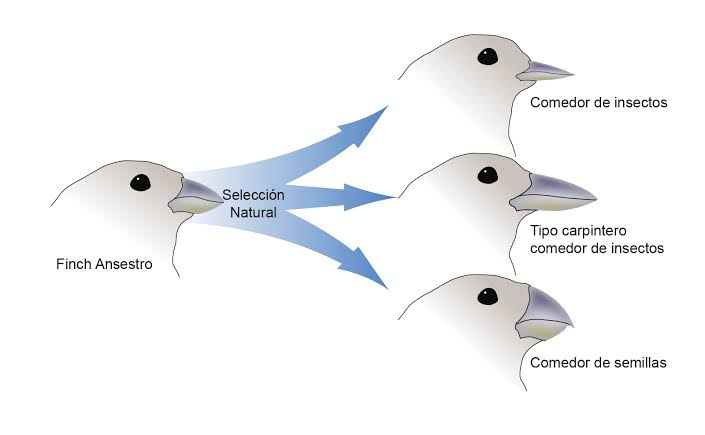 Finch Ansestro
Selección
Natural
Comedor de insectos
Tipo carpintero
comedor de insectos
Comedor de semillas